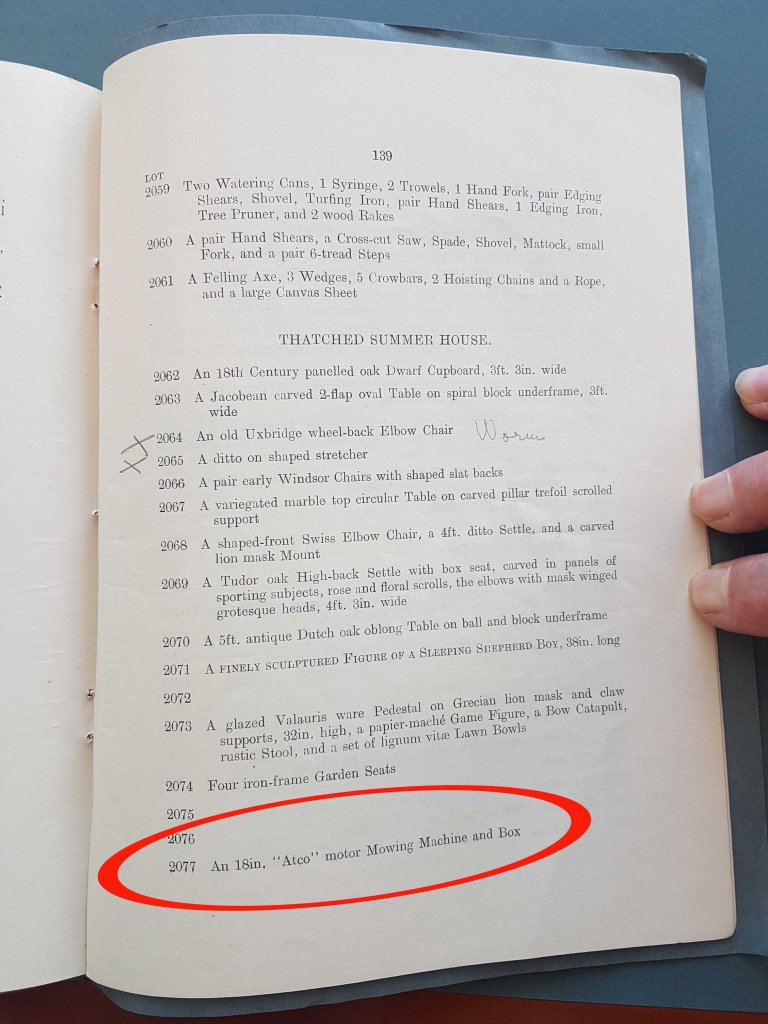 139
LOT
2059 Two Watering Cans, 1 Syringe, 2 Trowels, 1 Hand Fork, pair Edging
Shears, Shovel, Turfing Iron, pair Hand Shears, 1 Edging Iron,
Tree Pruner, and 2 wood Rakes
2060 A pair Hand Shears, a Cross-cut Saw, Spade, Shovel, Mattock, small
Fork, and a pair 6-tread Steps
2061 A Felling Axe, 3 Wedges, 5 Crowbars, 2 Hoisting Chains and a Rope,
and a large Canvas Sheet
THATCHED SUMMER HOUSE.
2062 An 18th Century panelled oak Dwarf Cupboard, 3ft. 3in. wide
2063 A Jacobean carved 2-flap oval Table on spiral block underframe, 3ft.
wide
2064 An old Uxbridge wheel-back Elbow Chair Worm
2065 A ditto on shaped stretcher
2066 A pair early Windsor Chairs with shaped slat backs
2067 A variegated marble top circular Table on carved pillar trefoil scrolled
support
2068 A shaped-front Swiss Elbow Chair, a 4ft. ditto Settle, and a carved
lion mask Mount
2069 A Tudor oak High-back Settle with box seat, carved in panels of
sporting subjects, rose and floral scrolls, the elbows with mask winged
grotesque heads, 4ft. 3in. wide
2070 A 5ft. antique Dutch oak oblong Table on ball and block underframe
2071 A FINELY SCULPTURED FIGURE OF A SLEEPING SHEPHERD BOY, 38in. long
2072
2073 A glazed Valauris ware Pedestal on Grecian lion mask and claw
supports, 32in. high, a papier-maché Game Figure, a Bow Catapult,
rustic Stool, and a set of lignum vitæ Lawn Bowls
2074 Four iron-frame Garden Seats
2075
2076
2077 An 18in. "Atco" motor Mowing Machine and Box